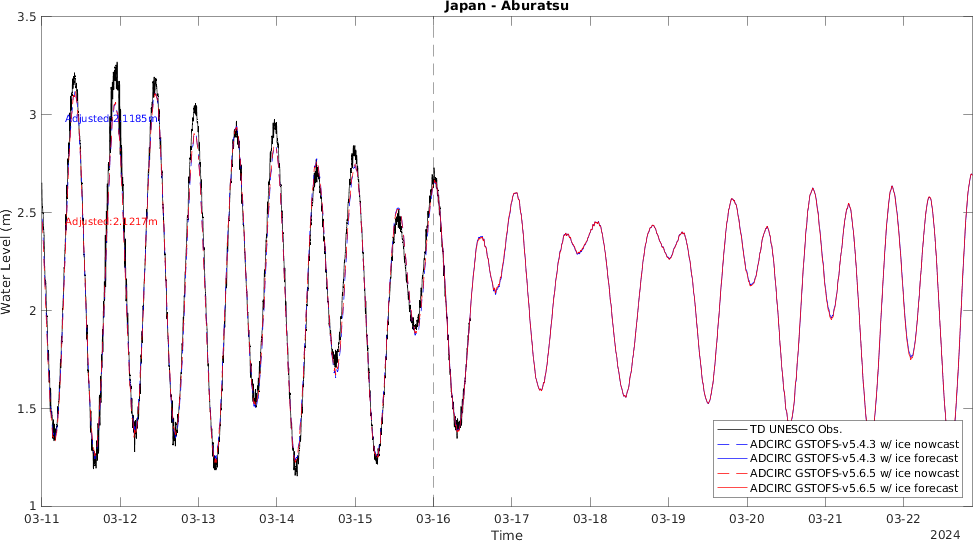 Japan - Aburatsu
Water Level (m)
3.5
3
2.5
2
1.5
1
Adjusted:2.1185m
Adjusted:2.1217m
TD UNESCO Obs.
ADCIRC GSTOFS-v5.4.3 w/ ice nowcast
ADCIRC GSTOFS-v5.4.3 w/ ice forecast
ADCIRC GSTOFS-v5.6.5 w/ ice nowcast
ADCIRC GSTOFS-v5.6.5 w/ ice forecast
03-11 03-12 03-13 03-14 03-15 03-16 03-17 03-18 03-19 03-20 03-21 03-22
Time
2024